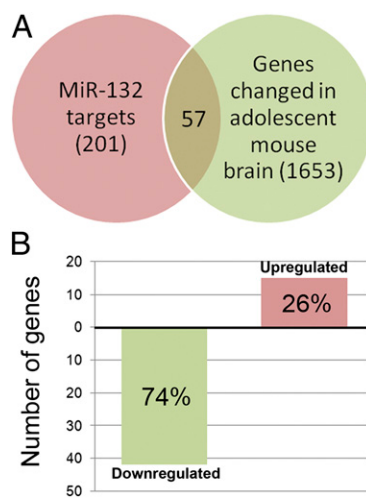 A
MiR-132
targets
(201)
57
Genes
changed in
adolescent
mouse
brain (1653)
B
Number of genes
20
10
0
10
20
30
40
50
Upregulated
26%
74%
Downregulated